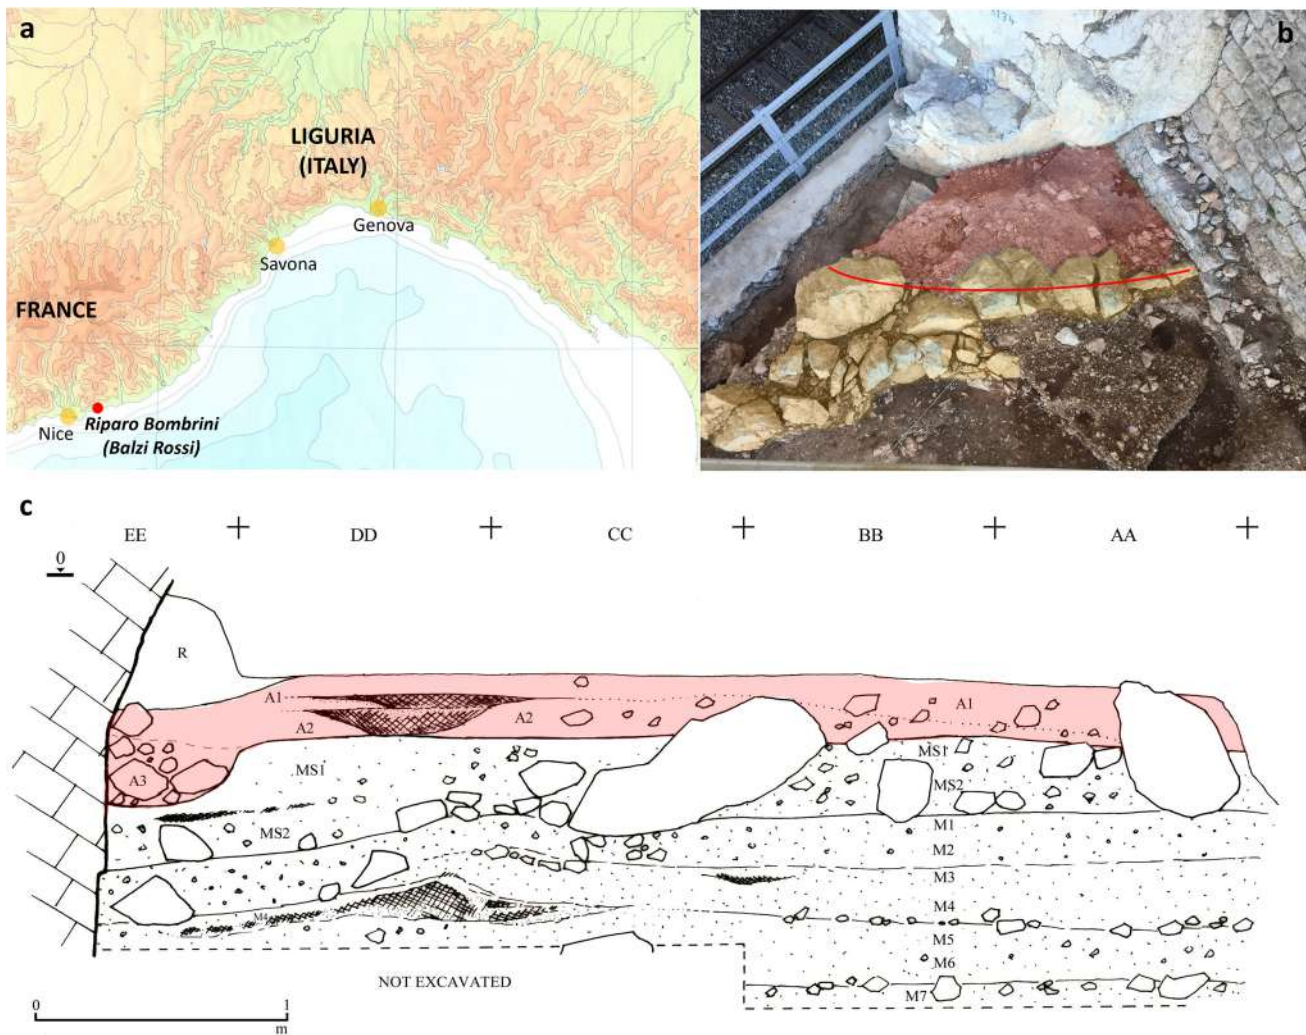 a
LIGURIA
(ITALY)
Genova
Savona
FRANCE
Nice
Riparo Bombrini
(Balzi Rossi)
b
c
EE + DD + CC + BB + AA +
0
R
A1
A2
A2
A1
A3
MS1
MS1
MS2
MS2
M1
M2
M3
M4
M4
M5
M6
M7
NOT EXCAVATED
0 1
m